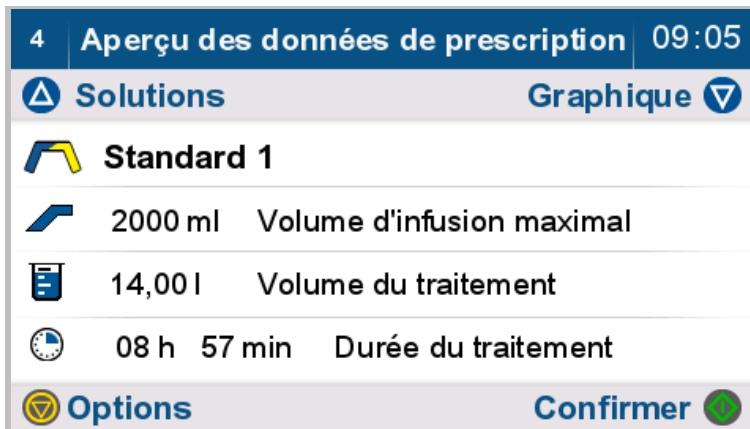 4 Aperçu des données de prescription 09:05
Solutions Graphique
Standard 1
2000 ml Volume d'infusion maximal
14,00 l Volume du traitement
08 h 57 min Durée du traitement
Options Confirmer